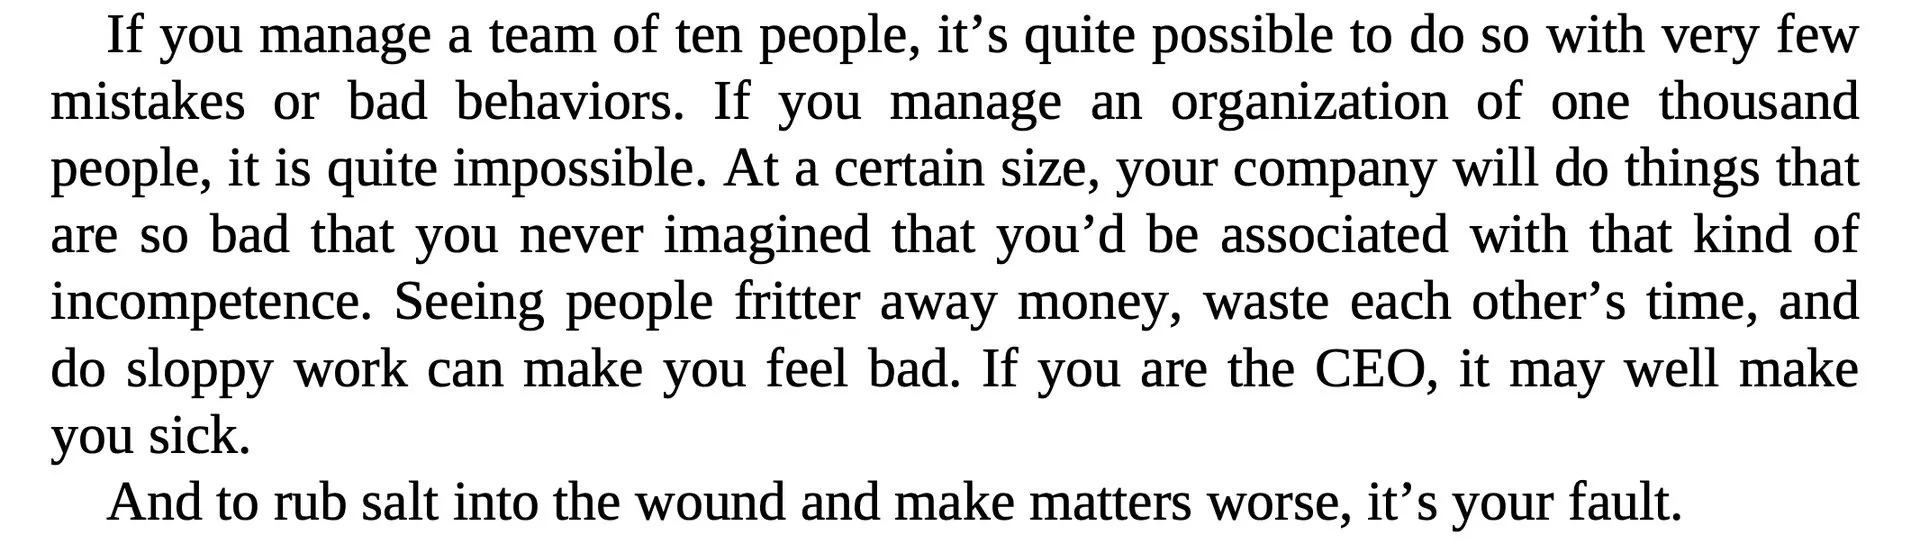 If you manage a team of ten people, it’s quite possible to do so with very few
mistakes or bad behaviors. If you manage an organization of one thousand
people, it is quite impossible. At a certain size, your company will do things that
are so bad that you never imagined that you’d be associated with that kind of
incompetence. Seeing people fritter away money, waste each other’s time, and
do sloppy work can make you feel bad. If you are the CEO, it may well make
you sick.
And to rub salt into the wound and make matters worse, it’s your fault.